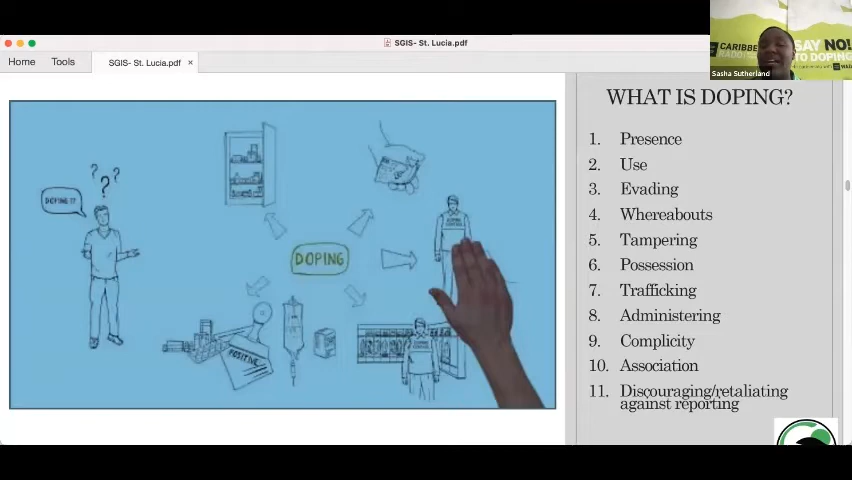 SGIS- St. Lucia.pdf
Home
Tools
SGIS- St. Lucia.pdf ×
CARIBBE
SAY NO!
TO DOPING
Sasha Sutherland
WHAT IS DOPING?
1. Presence
2. Use
3. Evading
4. Whereabouts
5. Tampering
6. Possession
7. Trafficking
8. Administering
9. Complicity
10. Association
11. Discouraging/retaliating
against reporting
DOPING
POSITIVE